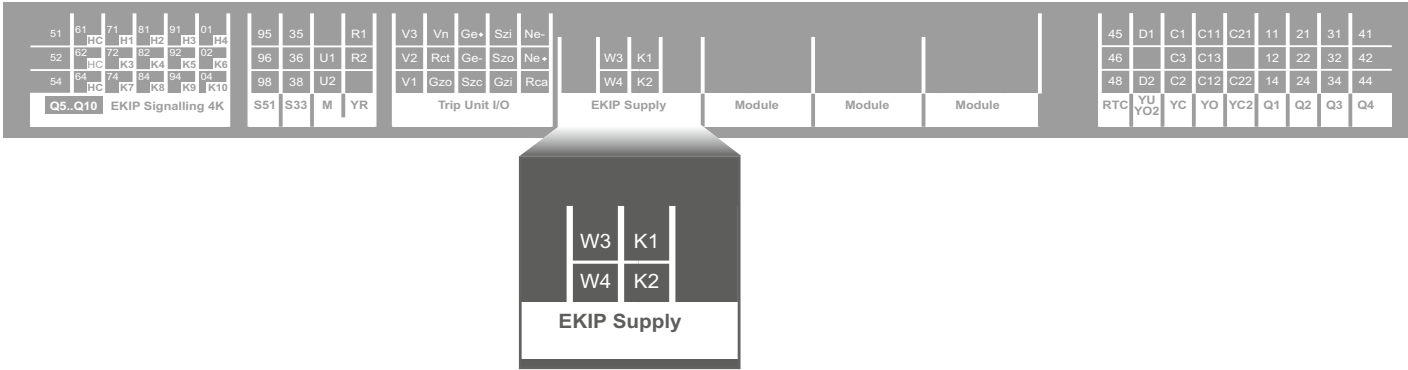 51 61 HC 71 H1 81 H2 91 H3 01 H4 95 35 R1 V3 Vn Ge+ Szi Ne- 45 D1 C1 C11 C21 11 21 31 41
52 62 HC 72 K3 82 K4 92 K5 02 K6 96 36 U1 R2 V2 Rct Ge- Szo Ne+ W3 K1 46 C3 C13 12 22 32 42
54 64 HC 74 K7 84 K8 94 K9 04 K10 98 38 U2 V1 Gzo Szc Gzi Rca W4 K2 48 D2 C2 C12 C22 14 24 34 44
Q5..Q10 EKIP Signalling 4K S51 S33 M YR Trip Unit I/O EKIP Supply Module Module Module RTC YU YO2 YC YO YC2 Q1 Q2 Q3 Q4
W3 K1
W4 K2
EKIP Supply